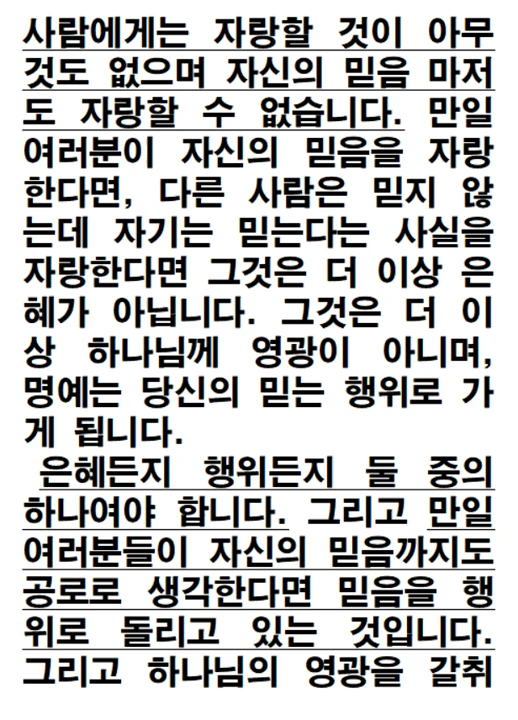 사람에게는 자랑할 것이 아무
것도 없으며 자신의 믿음 마저
도 자랑할 수 없습니다. 만일
여러분이 자신의 믿음을 자랑
한다면, 다른 사람은 믿지 않
는데 자기는 믿는다는 사실을
자랑한다면 그것은 더 이상 은
혜가 아닙니다. 그것은 더 이
상 하나님께 영광이 아니며,
명예는 당신의 믿는 행위로 가
게 됩니다.
은혜든지 행위든지 둘 중의
하나여야 합니다. 그리고 만일
여러분들이 자신의 믿음까지도
공로로 생각한다면 믿음을 행
위로 돌리고 있는 것입니다.
그리고 하나님의 영광을 갈취